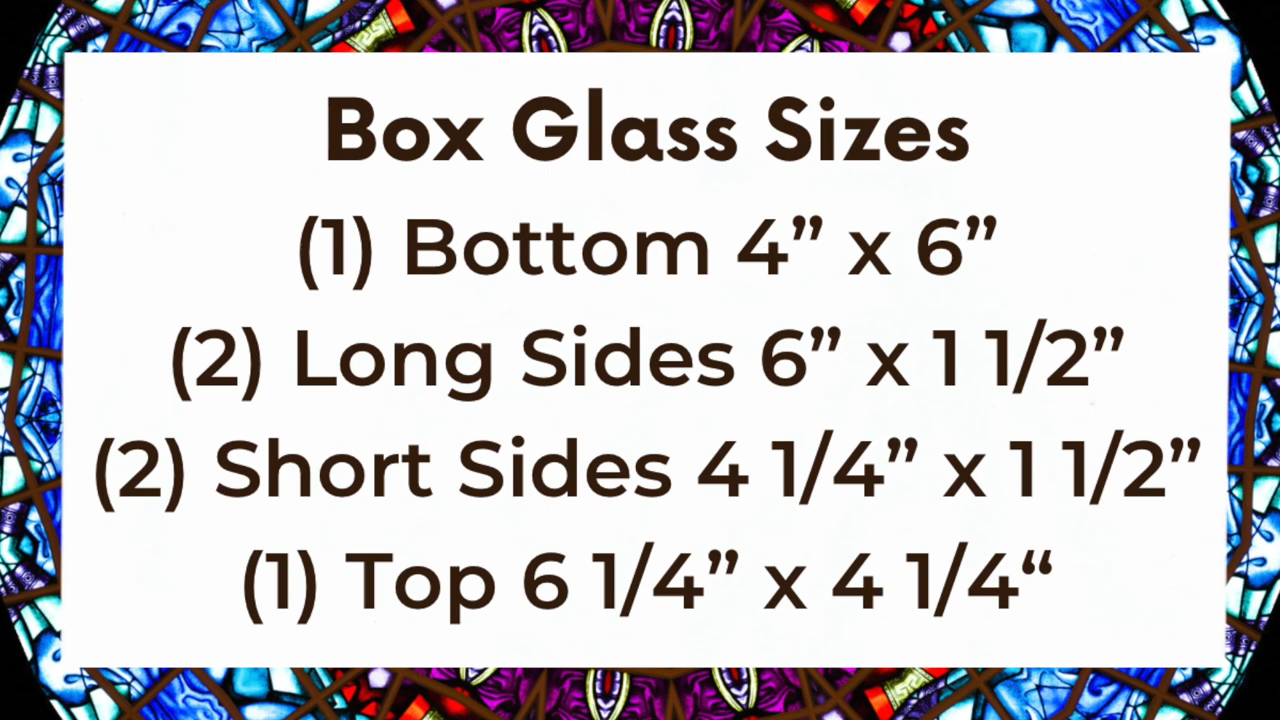 Box Glass Sizes
(1) Bottom 4” x 6”
(2) Long Sides 6” x 1 1/2”
(2) Short Sides 4 1/4” x 1 1/2”
(1) Top 6 1/4” x 4 1/4“